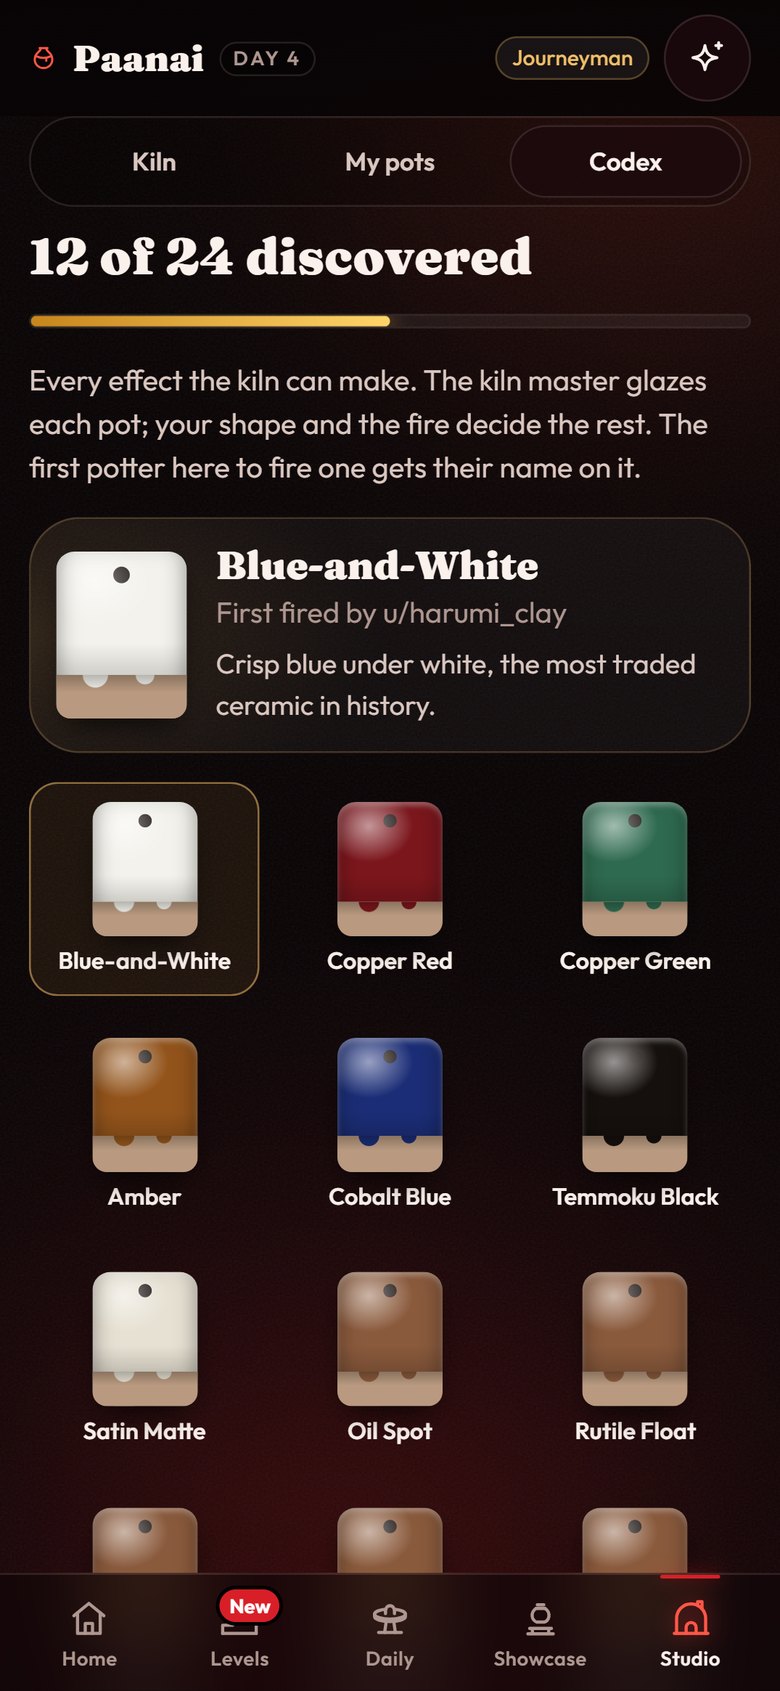 Paanai
DAY 4
Journeyman
Kiln
My pots
Codex
12 of 24 discovered
Every effect the kiln can make. The kiln master glazes
each pot; your shape and the fire decide the rest. The
first potter here to fire one gets their name on it.
Blue-and-White
First fired by u/harumi_clay
Crisp blue under white, the most traded
ceramic in history.
Blue-and-White
Copper Red
Copper Green
Amber
Cobalt Blue
Temmoku Black
Satin Matte
Oil Spot
Rutile Float
New
Home
Levels
Daily
Showcase
Studio